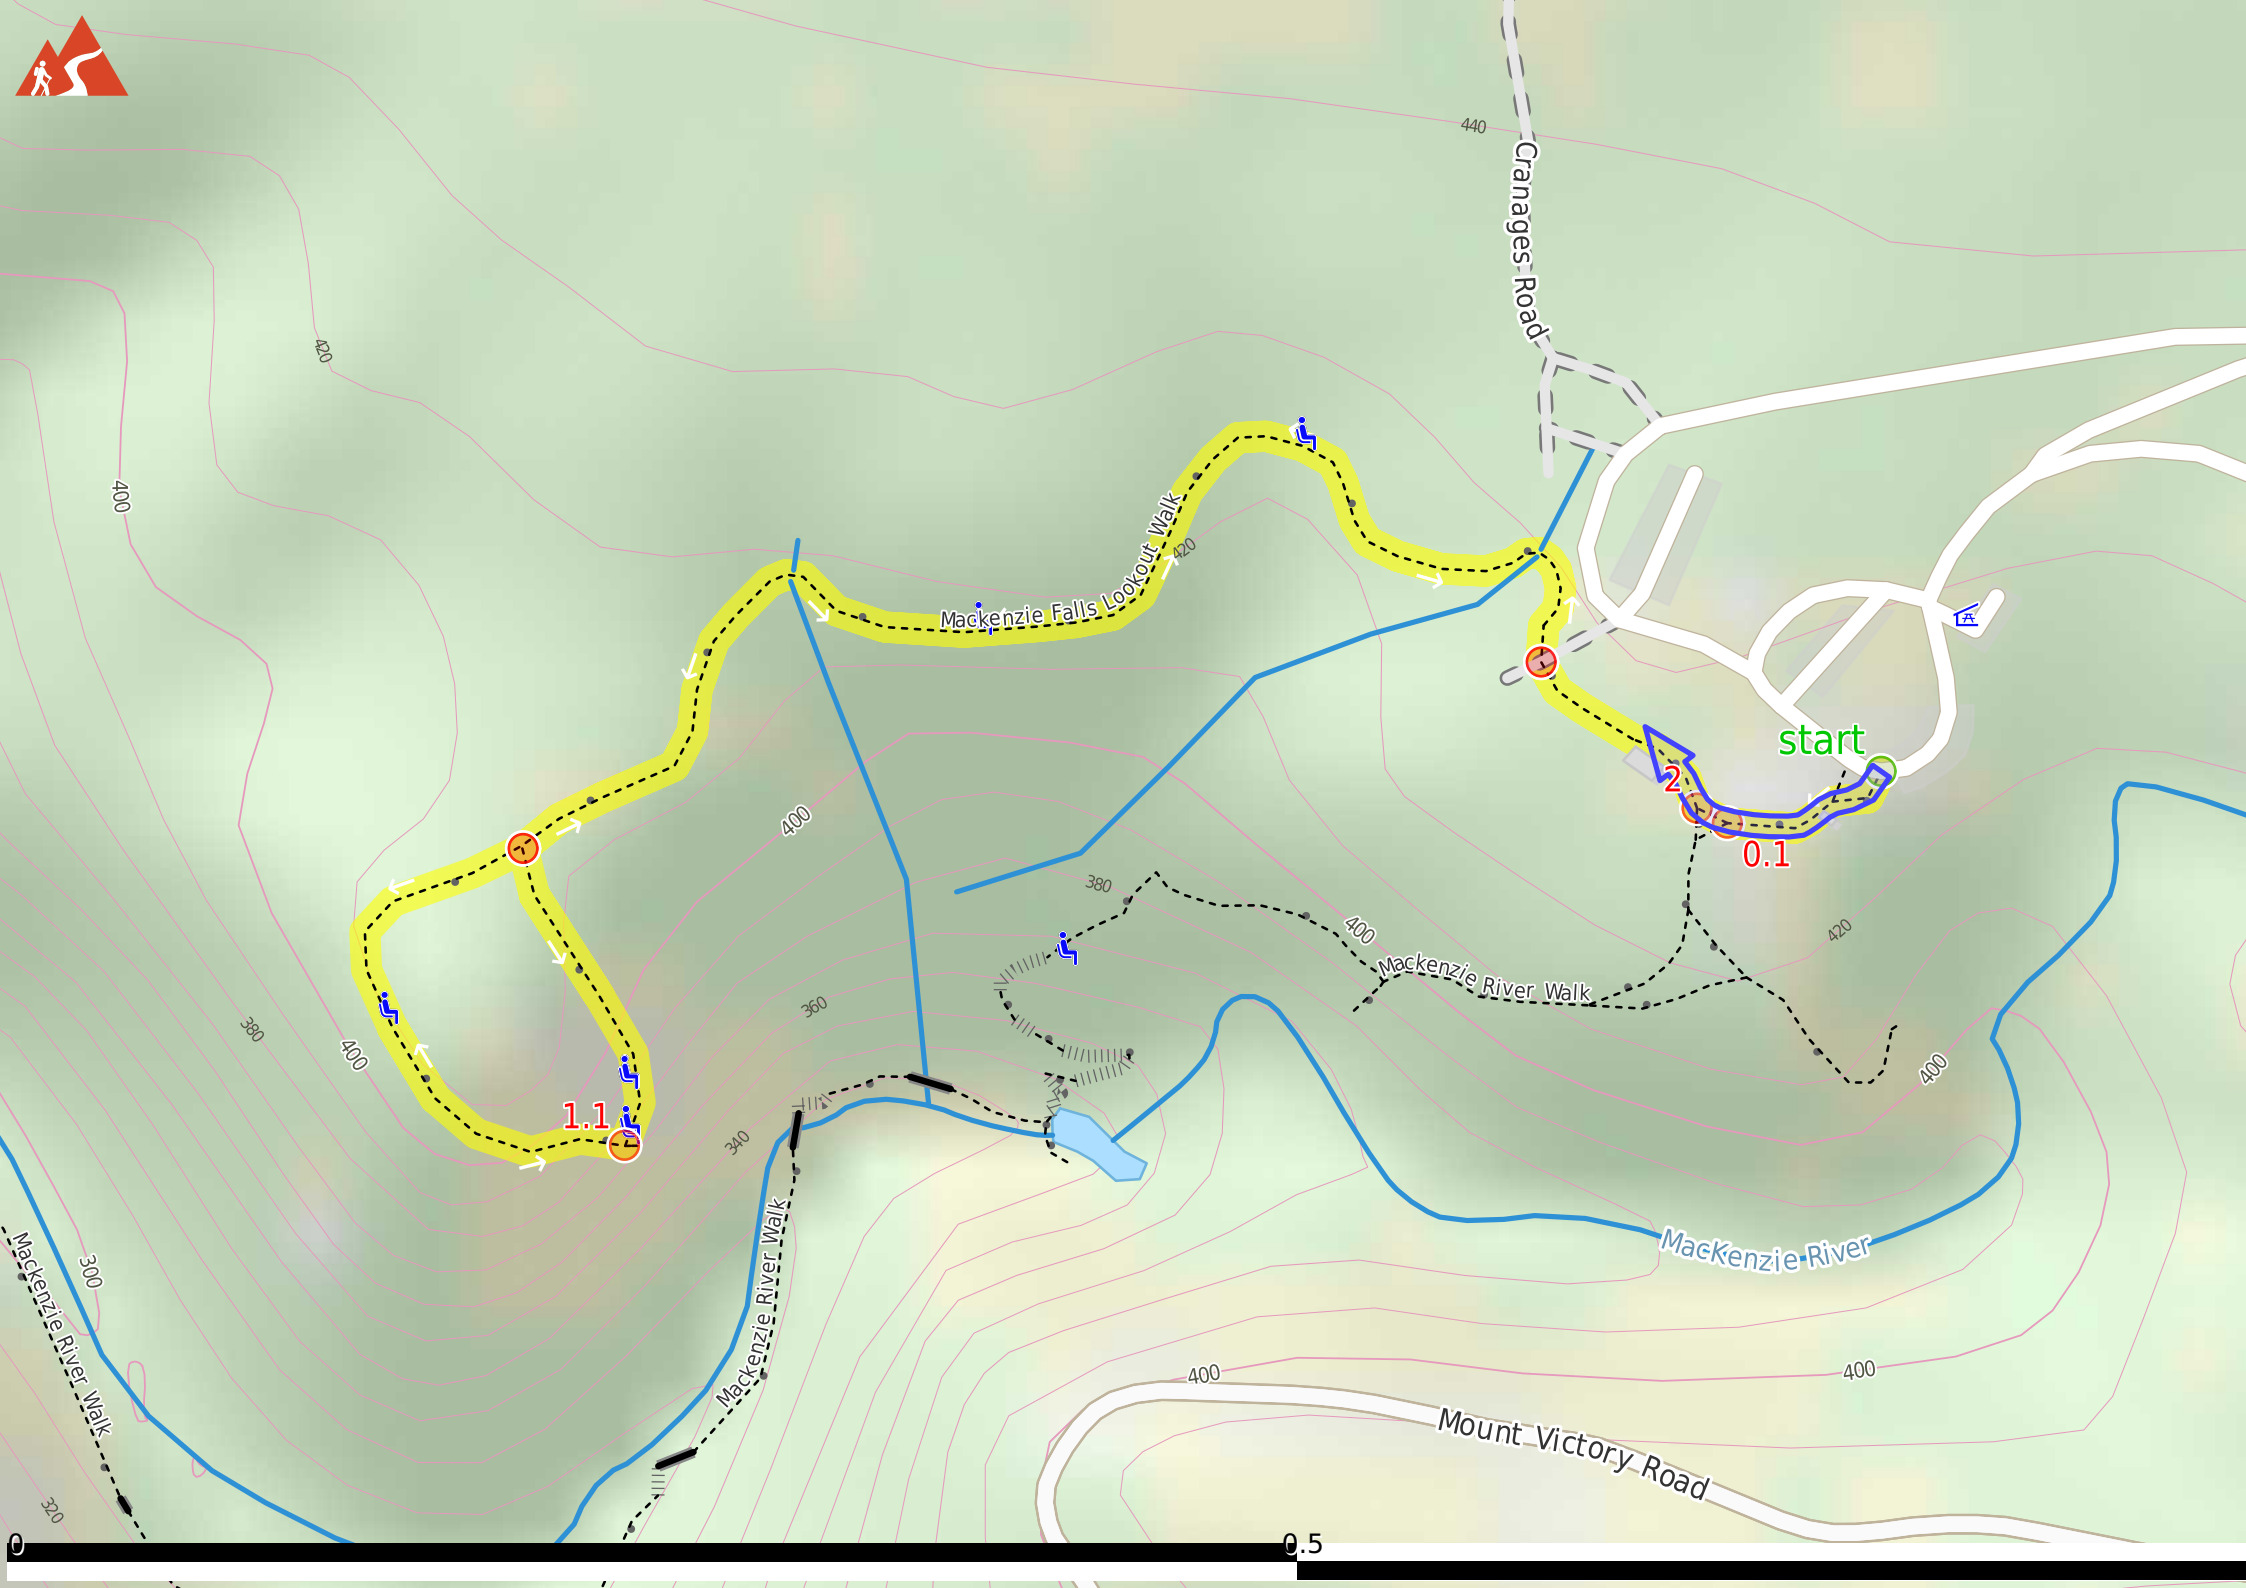 440
Cranages Road
420
400
Mackenzie Falls Lookout Walk
420
start
2
0.1
400
380
400
420
Mackenzie River Walk
360
380
400
400
1.1
340
MacKenzie River
Mackenzie River Walk
Mackenzie River Walk
300
400
400
Mount Victory Road
320
0
0.5